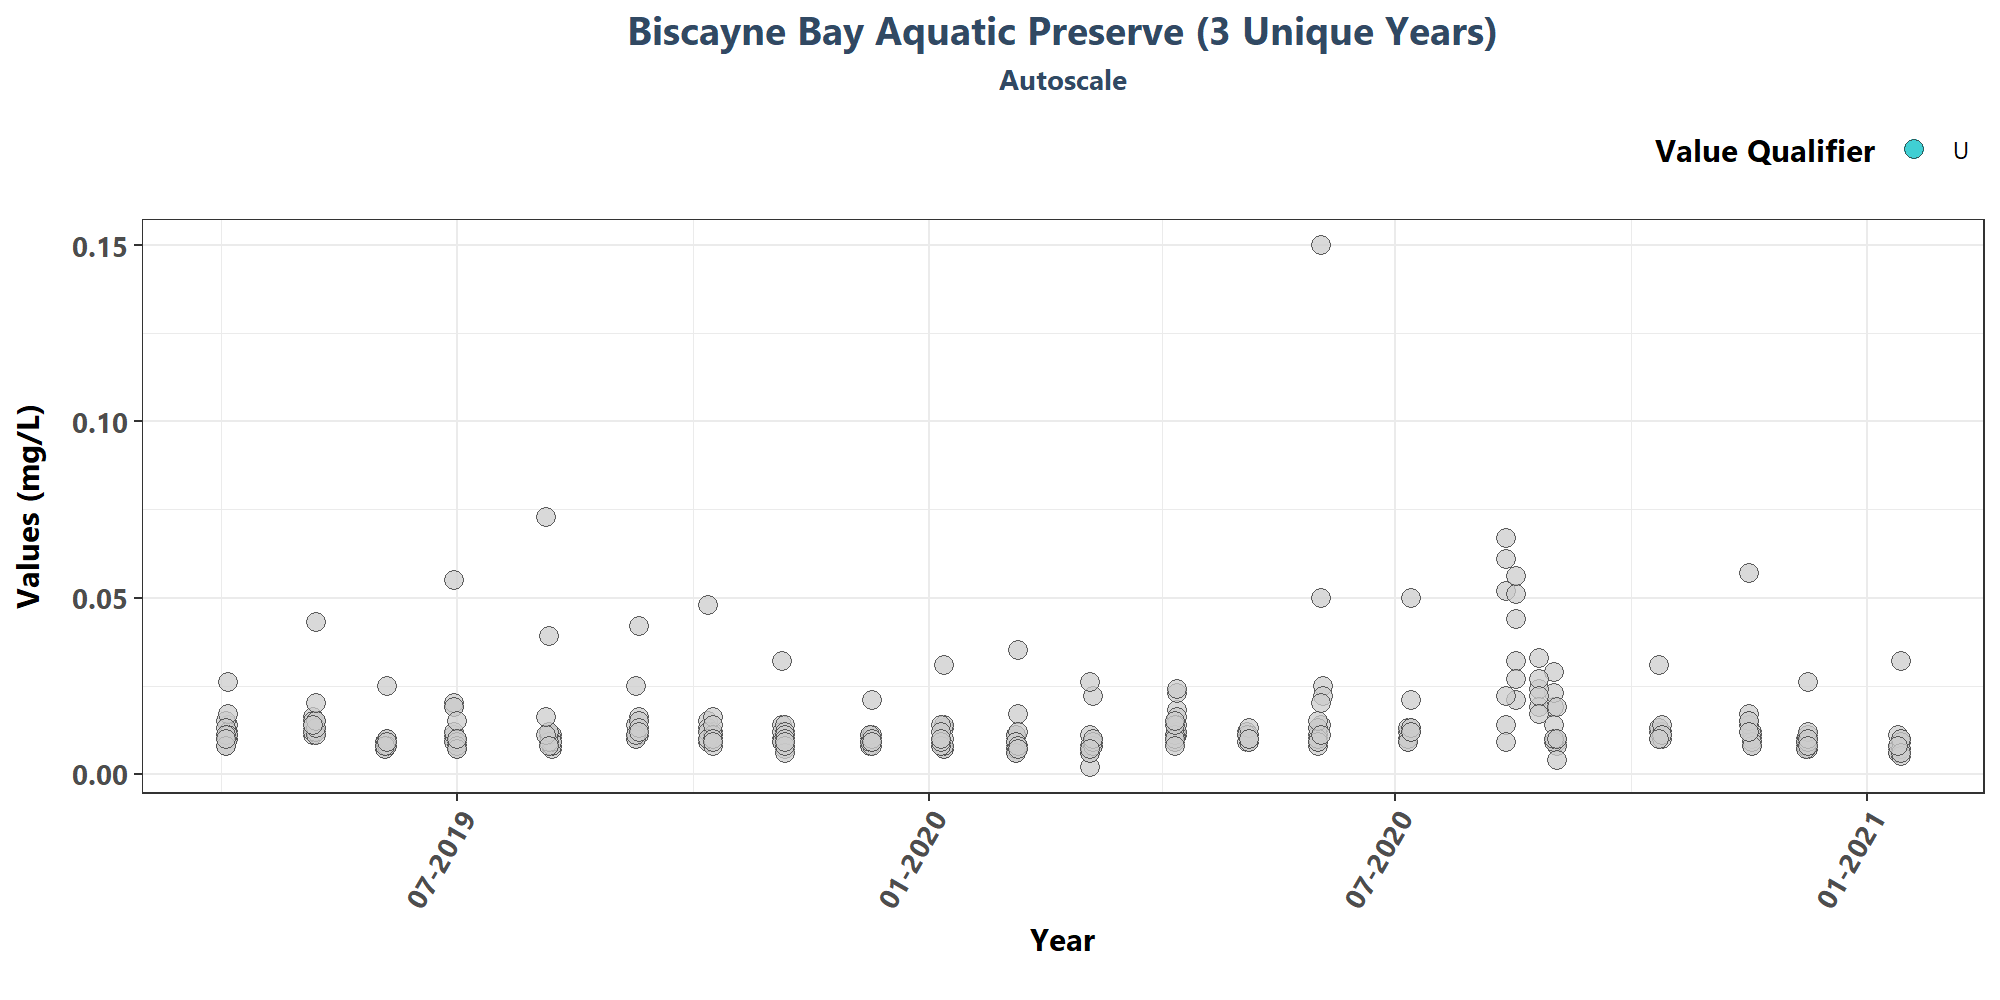 Biscayne Bay Aquatic Preserve (3 Unique Years)
Autoscale
Value Qualifier U
Values (mg/L)
0.15
0.10
0.05
0.00
07-2019 01-2020 07-2020 01-2021
Year